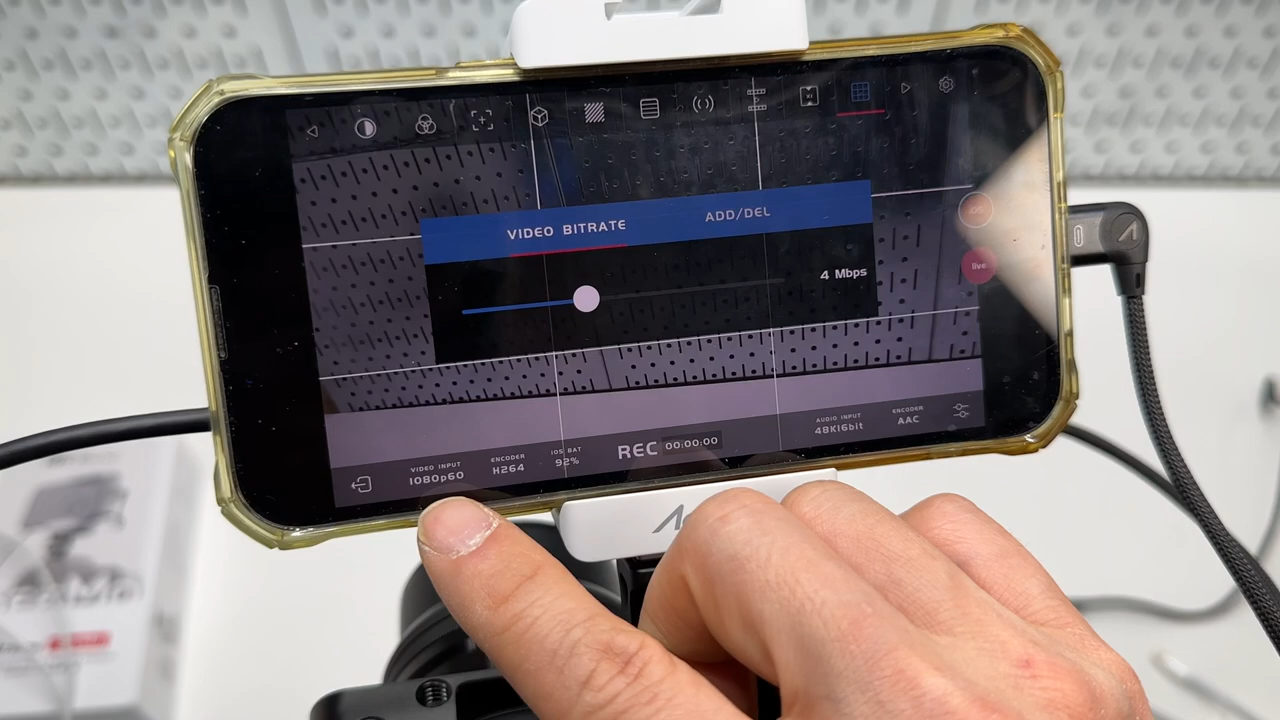 VIDEO BITRATE
ADD/DEL
4 Mbps
live
VIDEO INPUT
1080p60
ENCODER
H264
iOS BAT
92%
REC 00:00:00
AUDIO INPUT
48K16bit
ENCODER
AAC